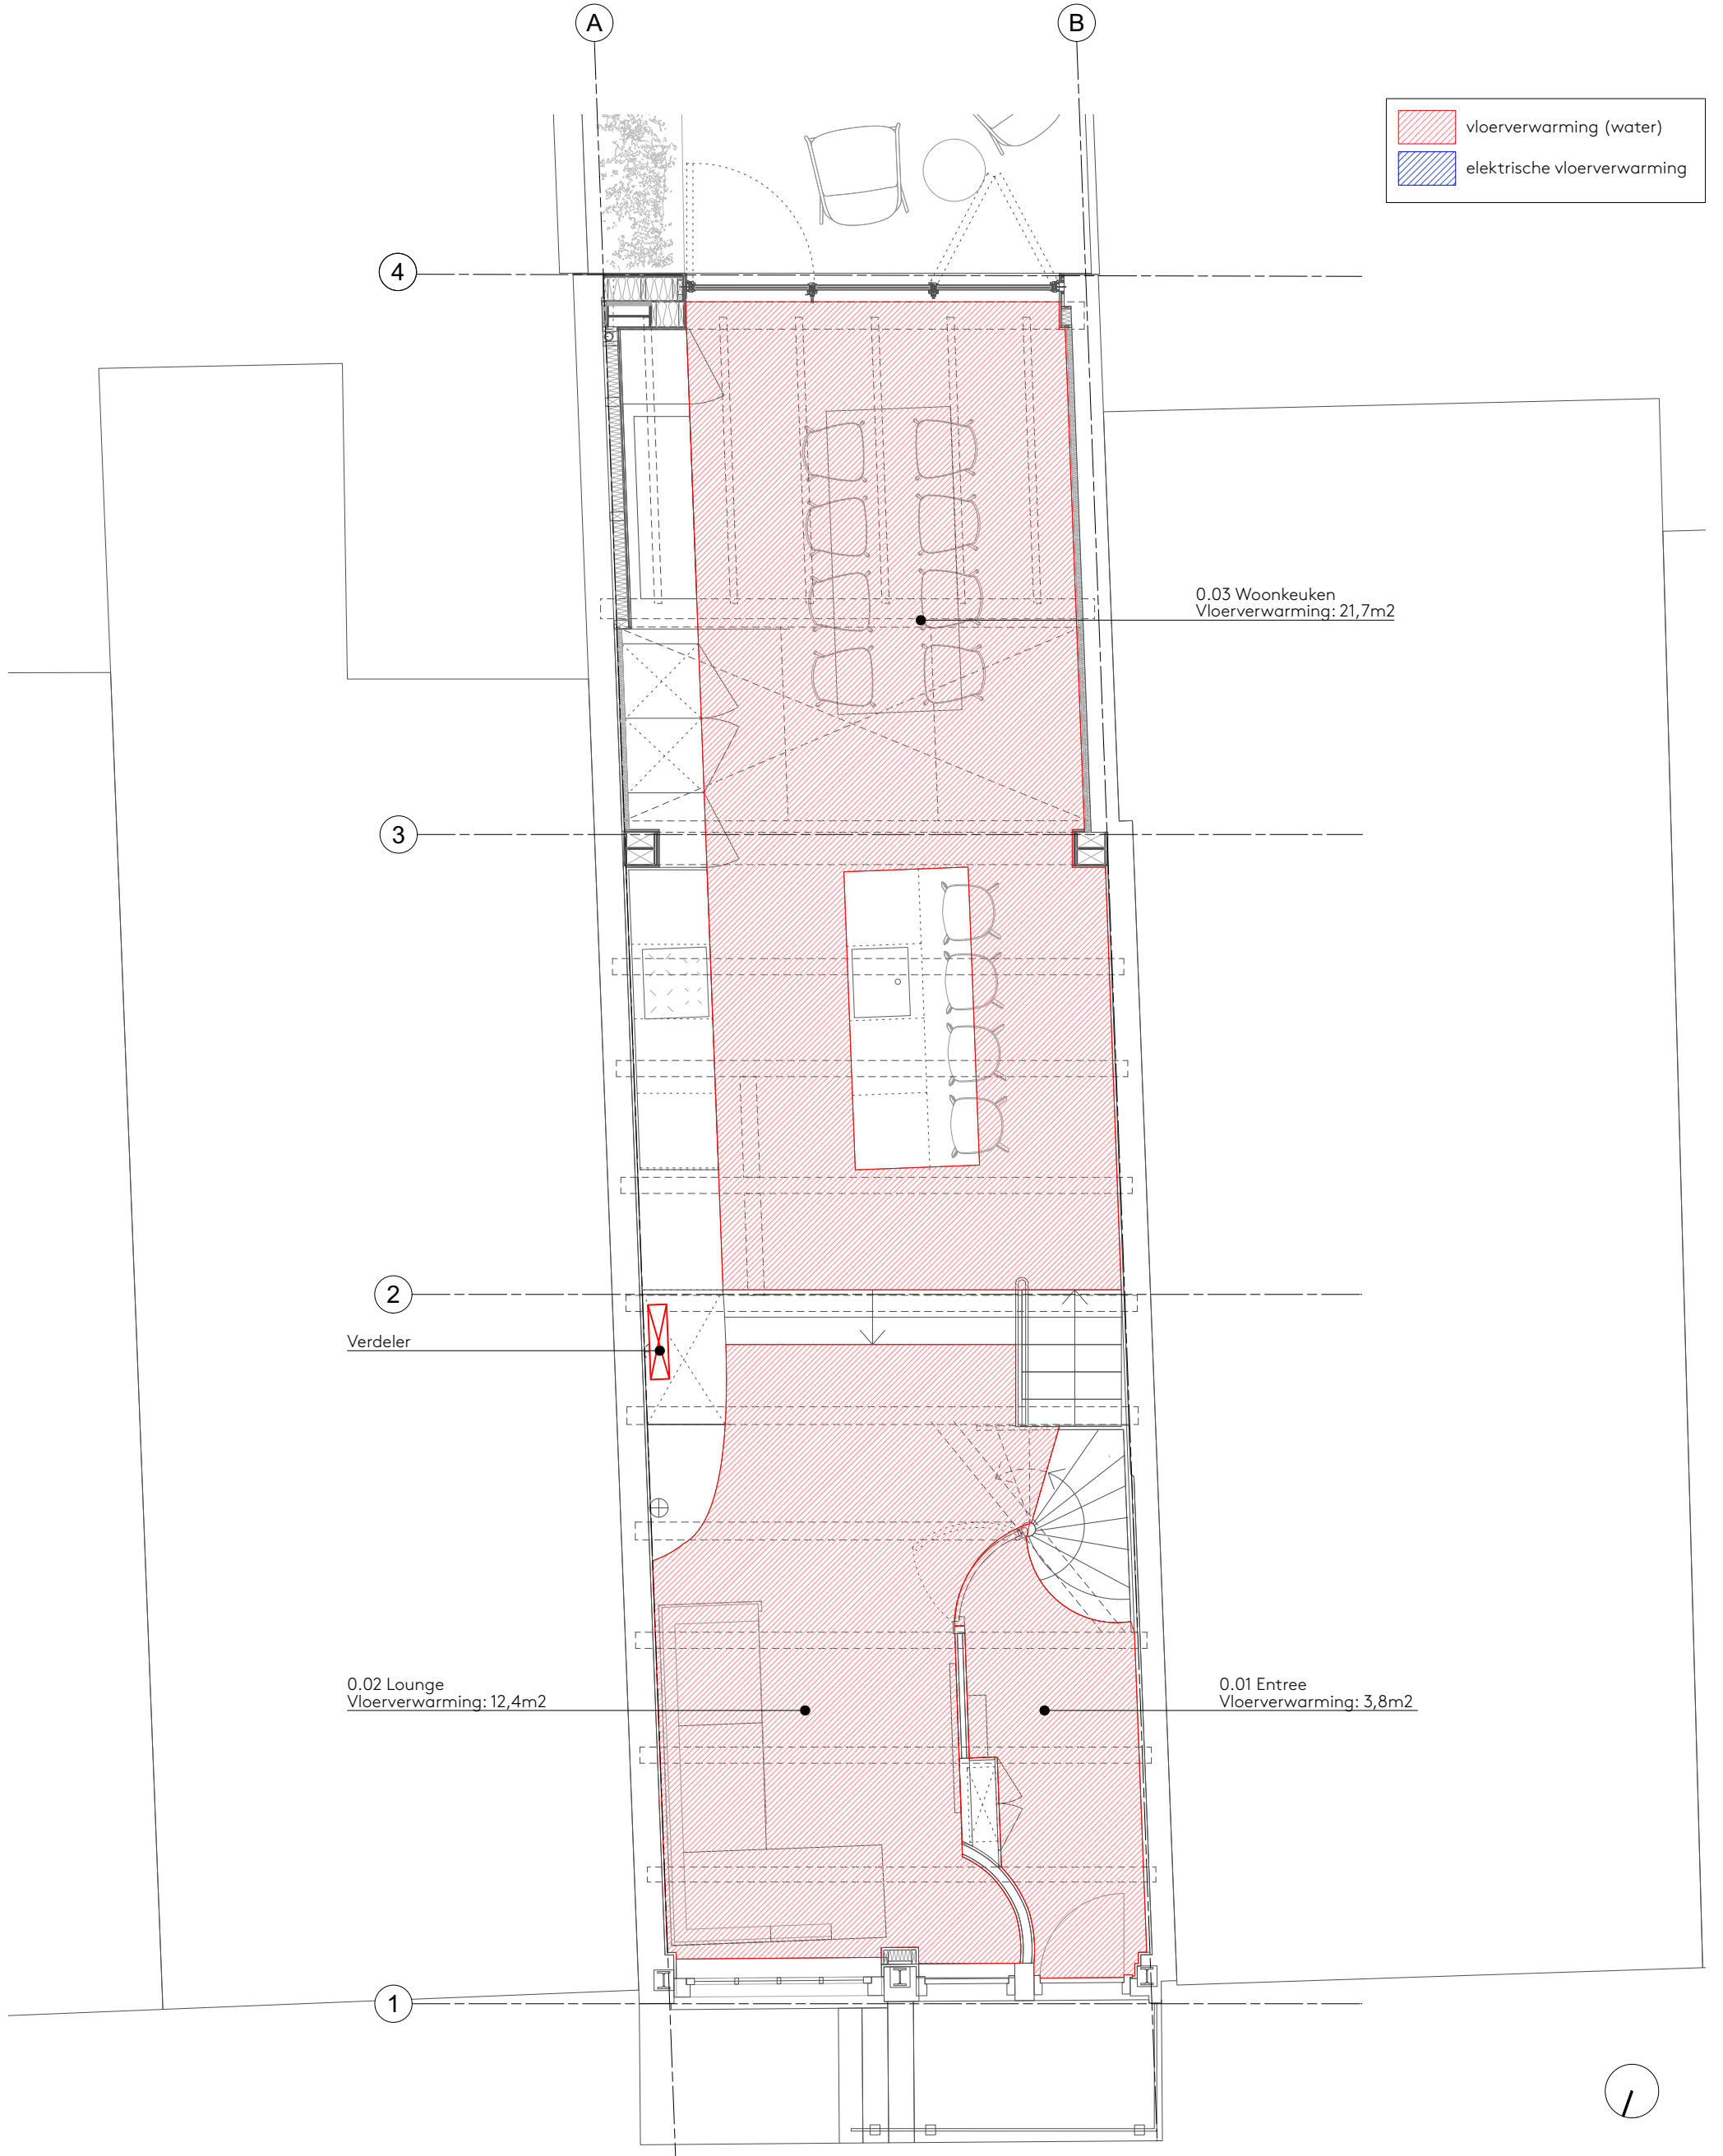 A
B
vloerverwarming (water)
elektrische vloerverwarming
4
0.03 Woonkeuken
Vloerverwarming: 21,7m2
3
2
Verdeler
0.02 Lounge
Vloerverwarming: 12,4m2
0.01 Entree
Vloerverwarming: 3,8m2
1